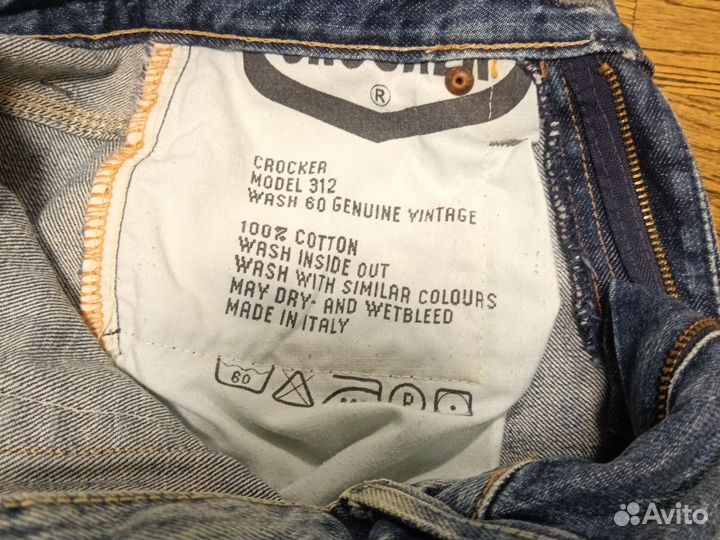 CROCKER
®
CROCKER
MODEL 312
WASH 60 GENUINE VINTAGE
100% COTTON
WASH INSIDE OUT
WASH WITH SIMILAR COLOURS
MAY DRY- AND WETBLEED
MADE IN ITALY
60 P
Avito